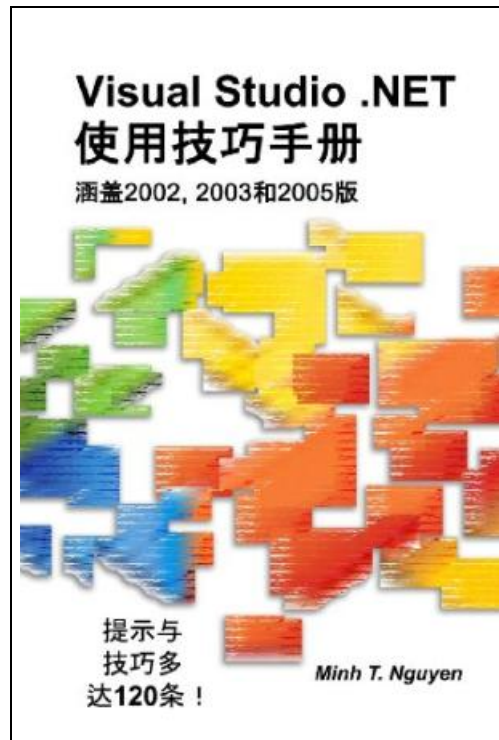 Visual Studio .NET
使用技巧手册
涵盖2002, 2003和2005版
提示与
技巧多
达120条！
Minh T. Nguyen